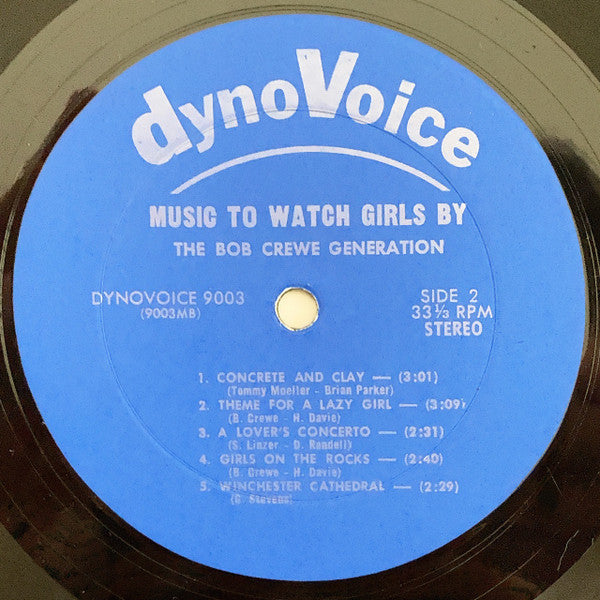 dynoVoice
MUSIC TO WATCH GIRLS BY
THE BOB CREWE GENERATION
DYNOVOICE 9003
(9003MB)
SIDE 2
33⅓ RPM
STEREO
1. CONCRETE AND CLAY — (3:01)
(Tommy Moeller - Brian Parker)
2. THEME FOR A LAZY GIRL — (3:09)
(B. Crewe - H. Davie)
3. A LOVER'S CONCERTO — (2:31)
(S. Linzer - D. Randell)
4. GIRLS ON THE ROCKS — (2:40)
(B. Crewe - H. Davie)
5. WINCHESTER CATHEDRAL — (2:29)
(G. Stevens)